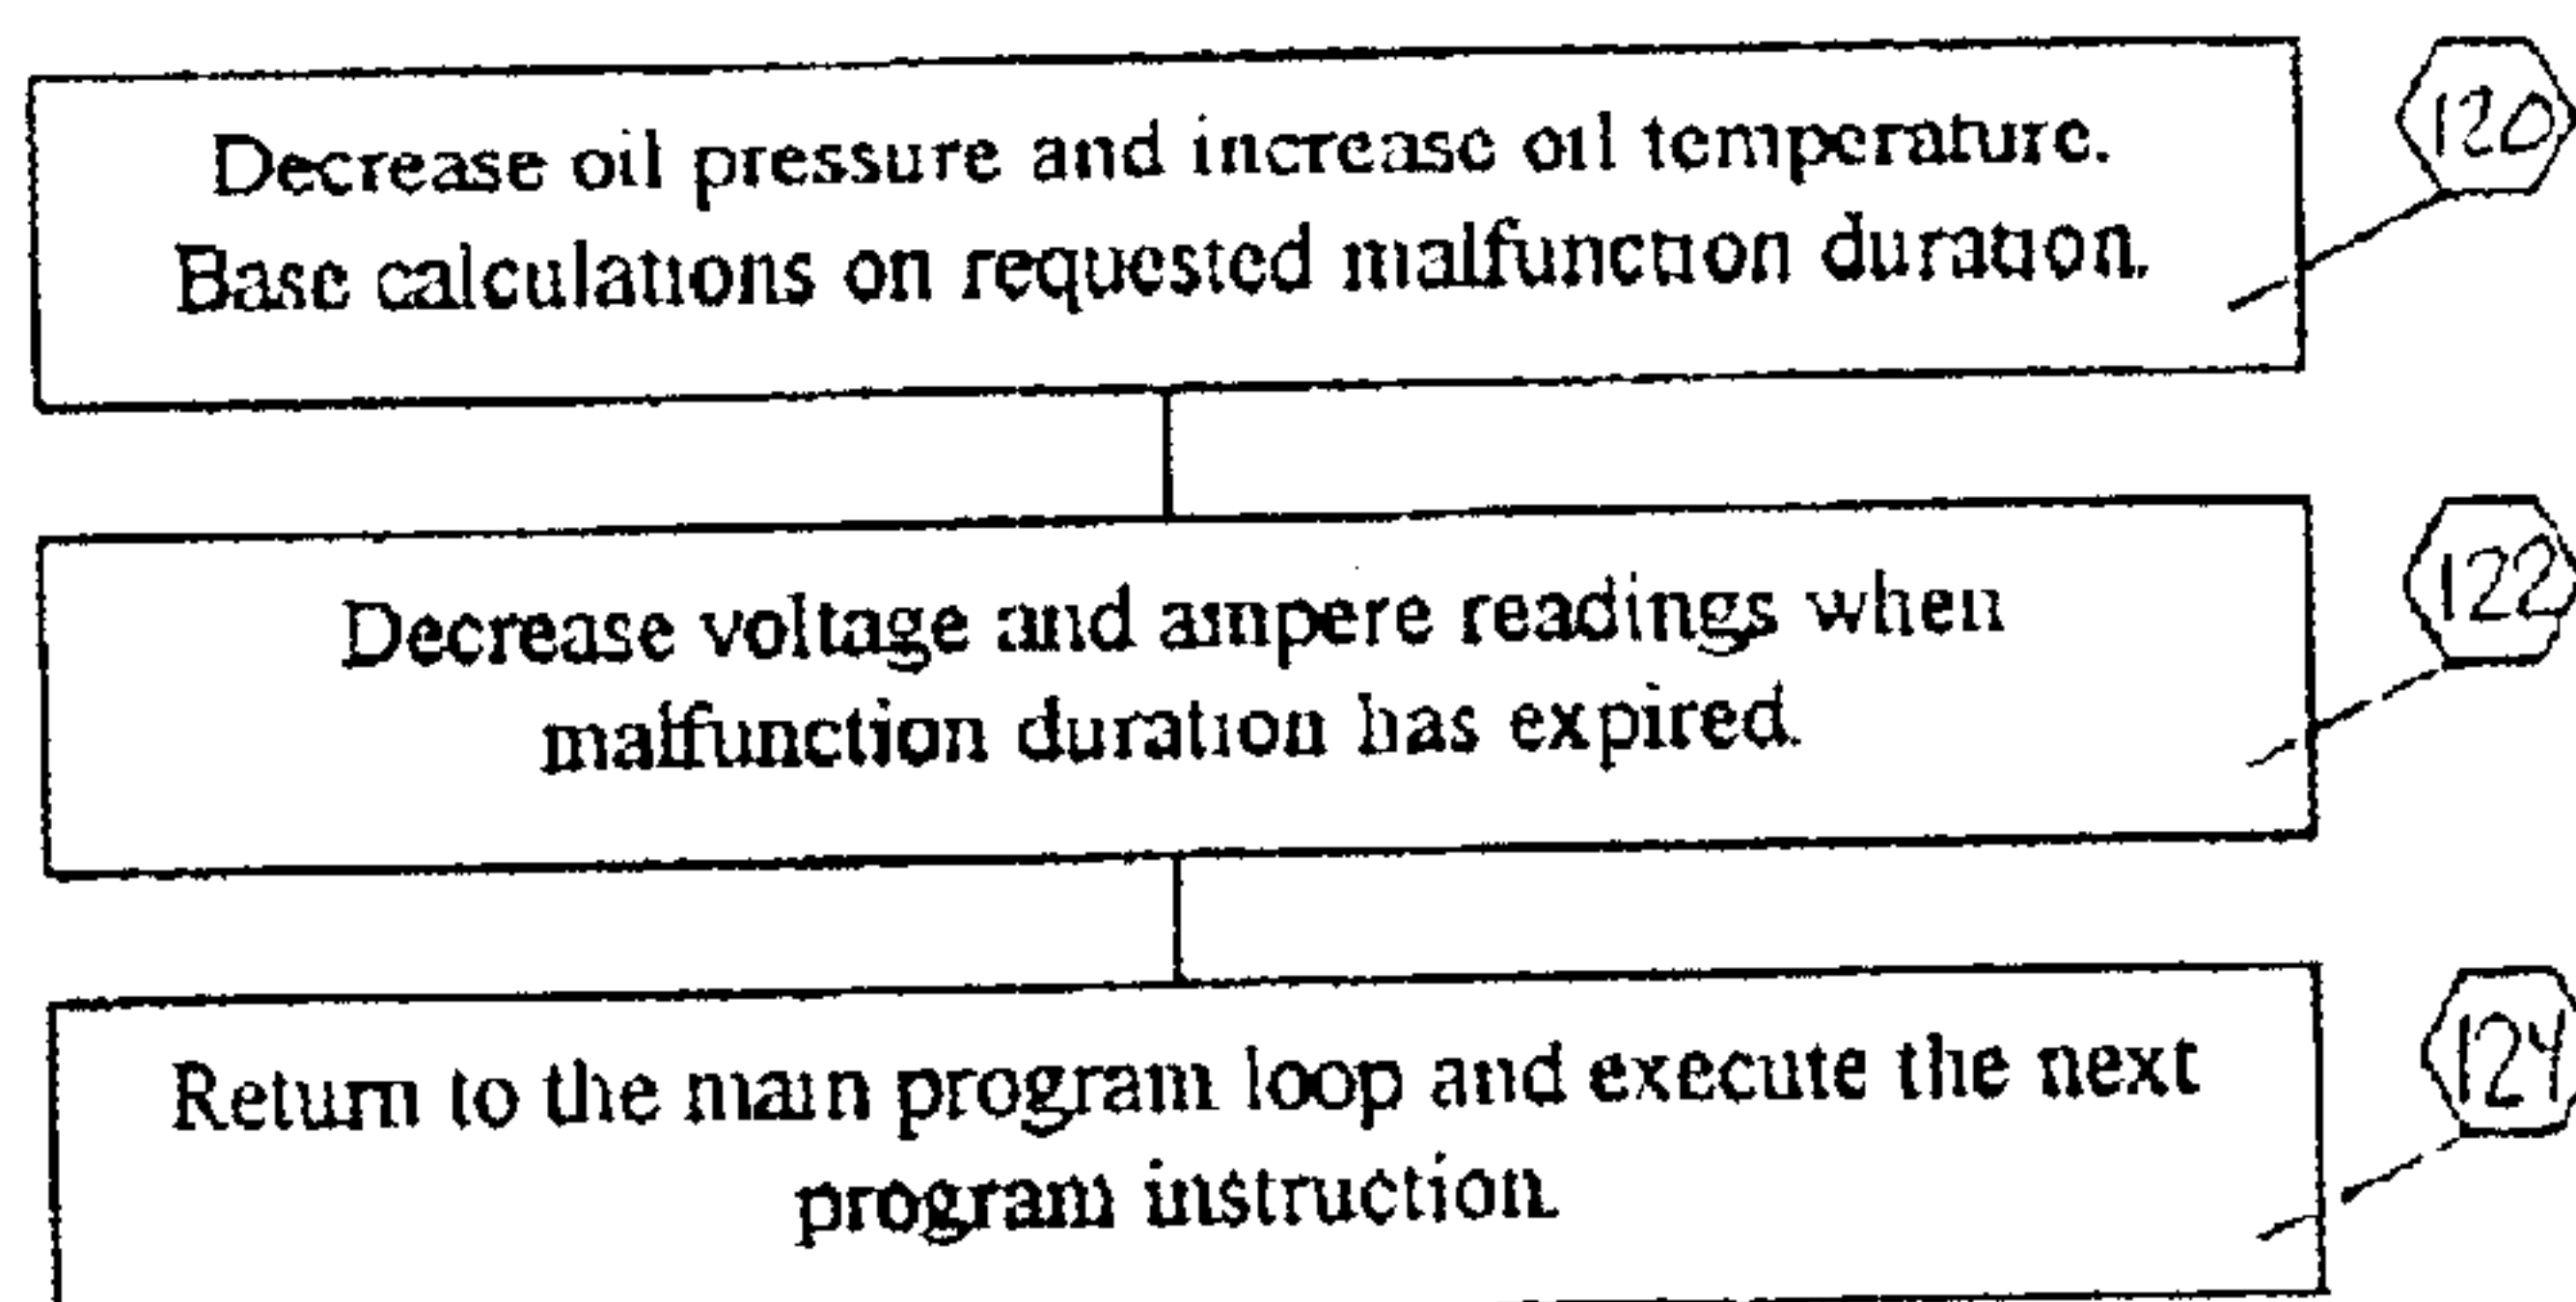 Decrease oil pressure and increase oil temperature.
120
Base calculations on requested malfunction duration.
Decrease voltage and ampere readings when
122
malfunction duration has expired.
Return to the main program loop and execute the next
124
program instruction.